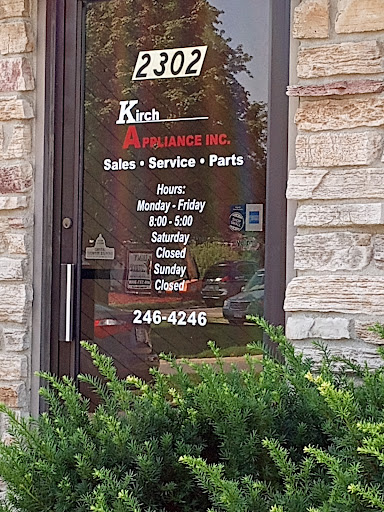 2302
Kirch
APPLIANCE INC.
Sales • Service • Parts
Hours:
Monday - Friday
8:00 - 5:00
Saturday
Closed
Sunday
Closed
246-4246